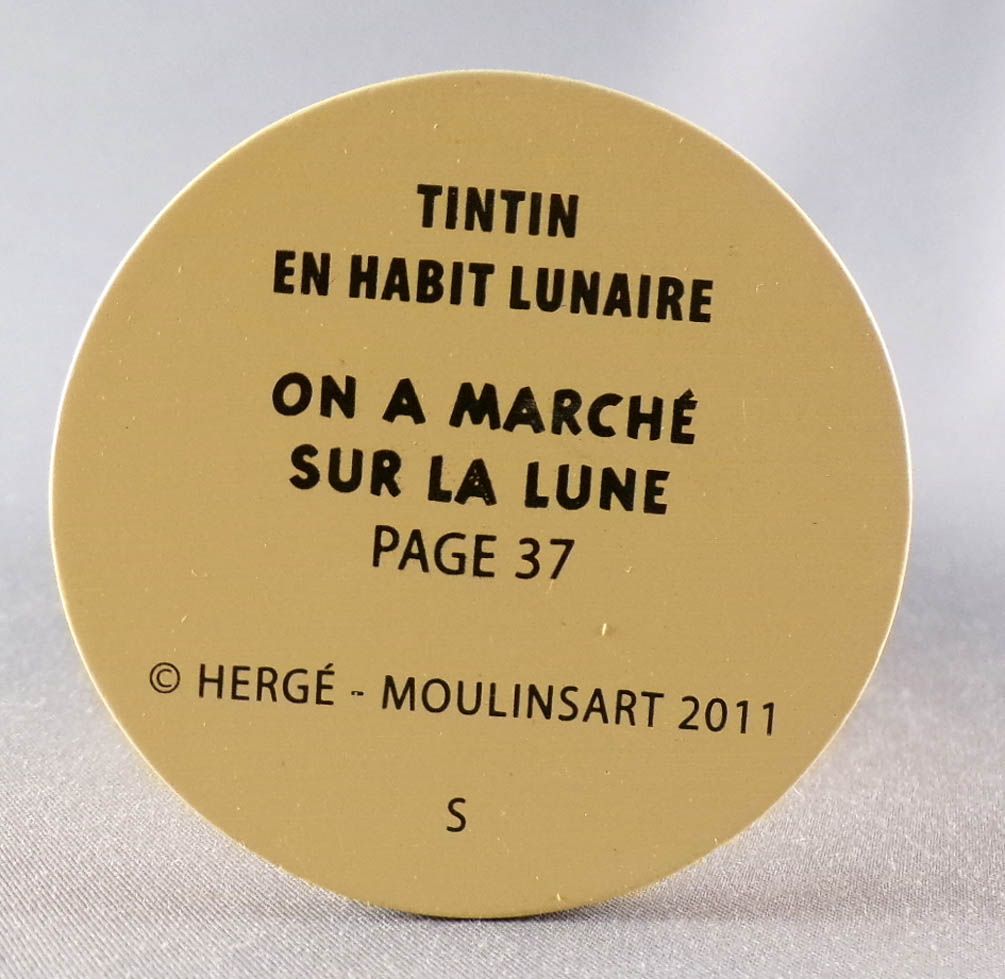 TINTIN
EN HABIT LUNAIRE
ON A MARCHÉ
SUR LA LUNE
PAGE 37
© HERGÉ - MOULINSART 2011
S